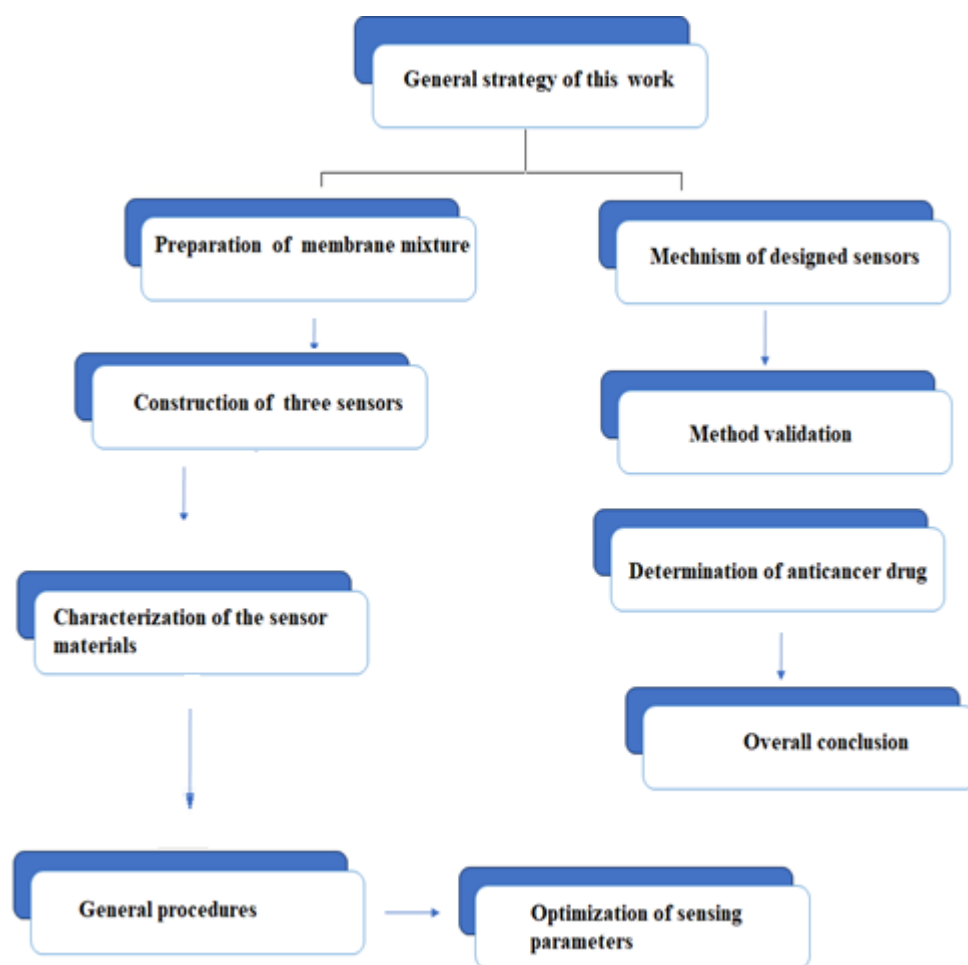 General strategy of this work
Preparation of membrane mixture
Mechnism of designed sensors
Construction of three sensors
Method validation
Determination of anticancer drug
Characterization of the sensor
materials
Overall conclusion
General procedures
Optimization of sensing
parameters